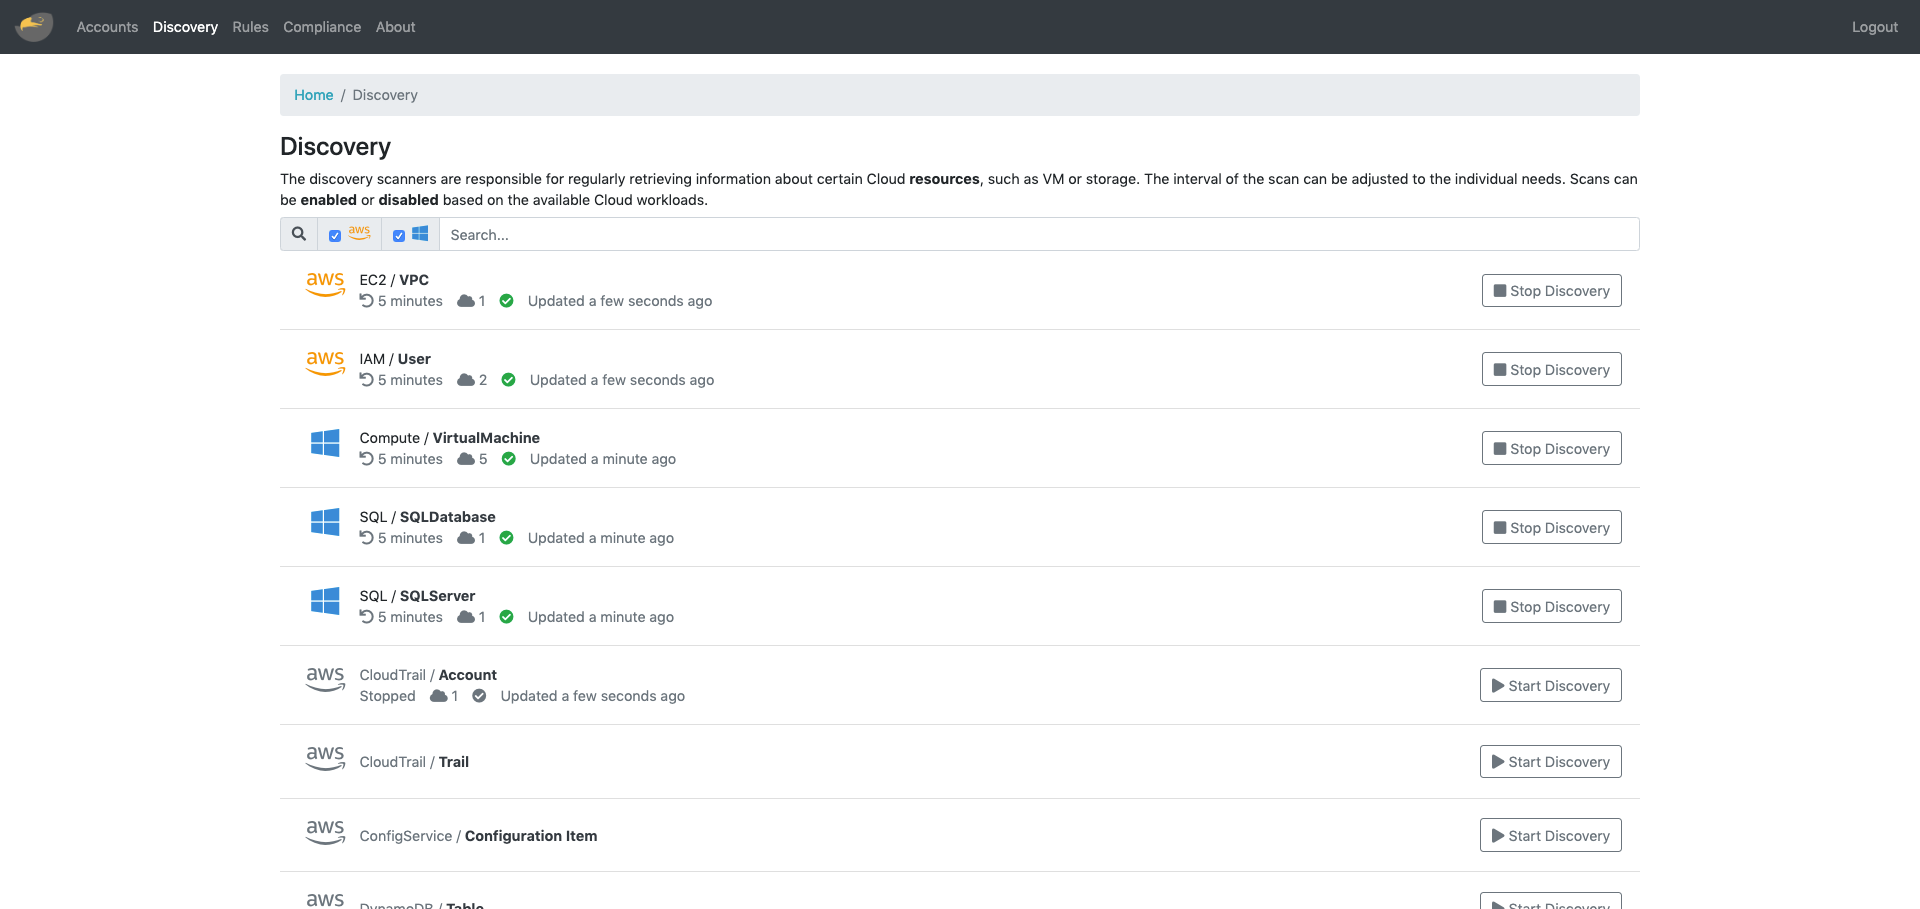 Accounts Discovery Rules Compliance About Logout
Home / Discovery
Discovery
The discovery scanners are responsible for regularly retrieving information about certain Cloud resources, such as VM or storage. The interval of the scan can be adjusted to the individual needs. Scans can
be enabled or disabled based on the available Cloud workloads.
aws Search...
aws EC2 / VPC
5 minutes 1 Updated a few seconds ago
Stop Discovery
aws IAM / User
5 minutes 2 Updated a few seconds ago
Stop Discovery
Compute / VirtualMachine
5 minutes 5 Updated a minute ago
Stop Discovery
SQL / SQLDatabase
5 minutes 1 Updated a minute ago
Stop Discovery
SQL / SQLServer
5 minutes 1 Updated a minute ago
Stop Discovery
aws CloudTrail / Account
Stopped 1 Updated a few seconds ago
Start Discovery
aws CloudTrail / Trail
Start Discovery
aws ConfigService / Configuration Item
Start Discovery
aws DynamoDB / Table
Start Discovery